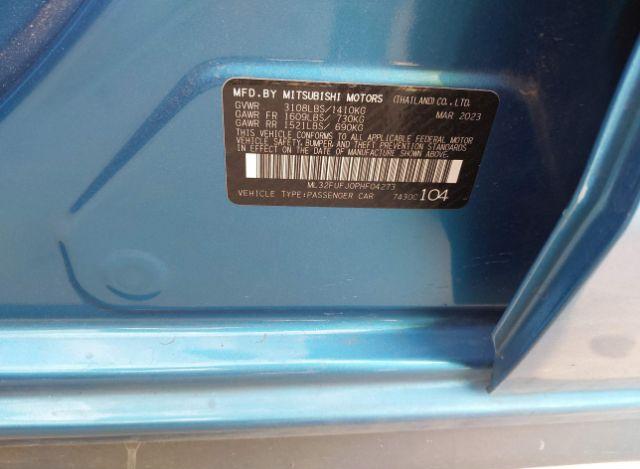 MFD.BY MITSUBISHI MOTORS (THAILAND) CO.,LTD.
GVWR 3108LBS/1410KG MAR 2023
GAWR FR 1609LBS/ 730KG
GAWR RR 1521LBS/ 690KG
THIS VEHICLE CONFORMS TO ALL APPLICABLE FEDERAL MOTOR
VEHICLE SAFETY, BUMPER, AND THEFT PREVENTION STANDARDS
IN EFFECT ON THE DATE OF MANUFACTURE SHOWN ABOVE.
ML32FUFJ0PHF04273
VEHICLE TYPE:PASSENGER CAR 7430C 104